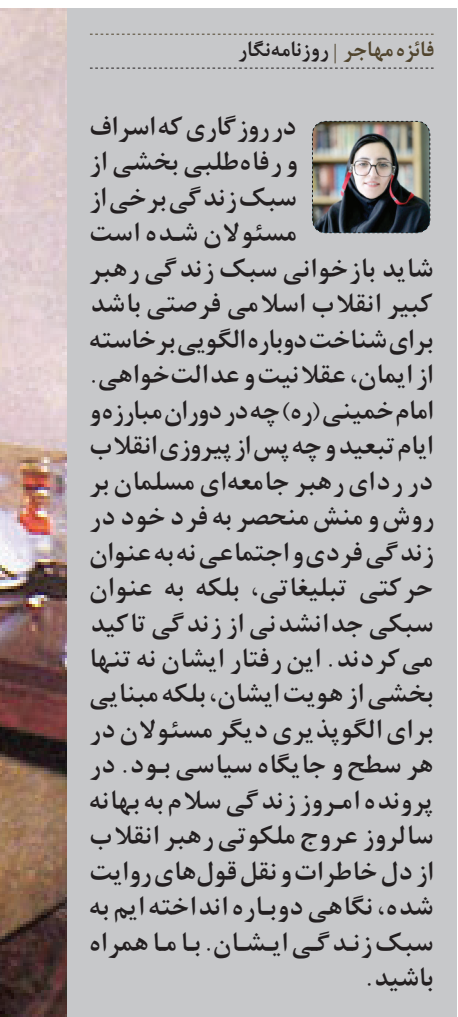 فائزه مهاجر | روزنامه‌نگار
در روزگاری که اسراف
و رفاه‌طلبی بخشی از
سبک زندگی برخی از
مسئولان شده است
شاید بازخوانی سبک زندگی رهبر
کبیر انقلاب اسلامی فرصتی باشد
برای شناخت دوباره الگویی برخاسته
از ایمان، عقلانیت و عدالت‌خواهی.
امام خمینی (ره) چه در دوران مبارزه و
ایام تبعید و چه پس از پیروزی انقلاب
در ردای رهبر جامعه‌ای مسلمان بر
روش و منش منحصر به فرد خود در
زندگی فردی و اجتماعی نه به عنوان
حرکتی تبلیغاتی، بلکه به عنوان
سبکی جدانشدنی از زندگی تاکید
می‌کردند. این رفتار ایشان نه تنها
بخشی از هویت ایشان، بلکه مبنایی
برای الگوپذیری دیگر مسئولان در
هر سطح و جایگاه سیاسی بود. در
پرونده امروز زندگی سلام به بهانه
سالروز عروج ملکوتی رهبر انقلاب
از دل خاطرات و نقل قول‌های روایت
شده، نگاهی دوباره انداخته ایم به
سبک زندگی ایشان. با ما همراه
باشید.